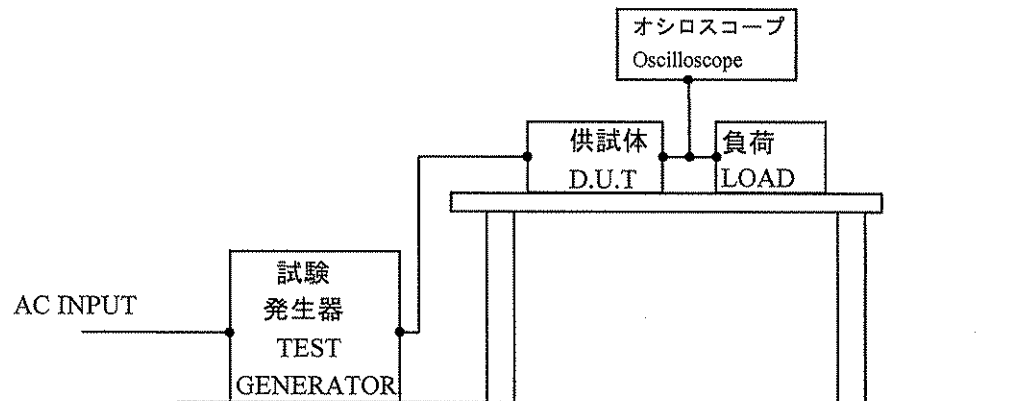 オシロスコープ
Oscilloscope
供試体
D.U.T
負荷
LOAD
AC INPUT
試験
発生器
TEST
GENERATOR